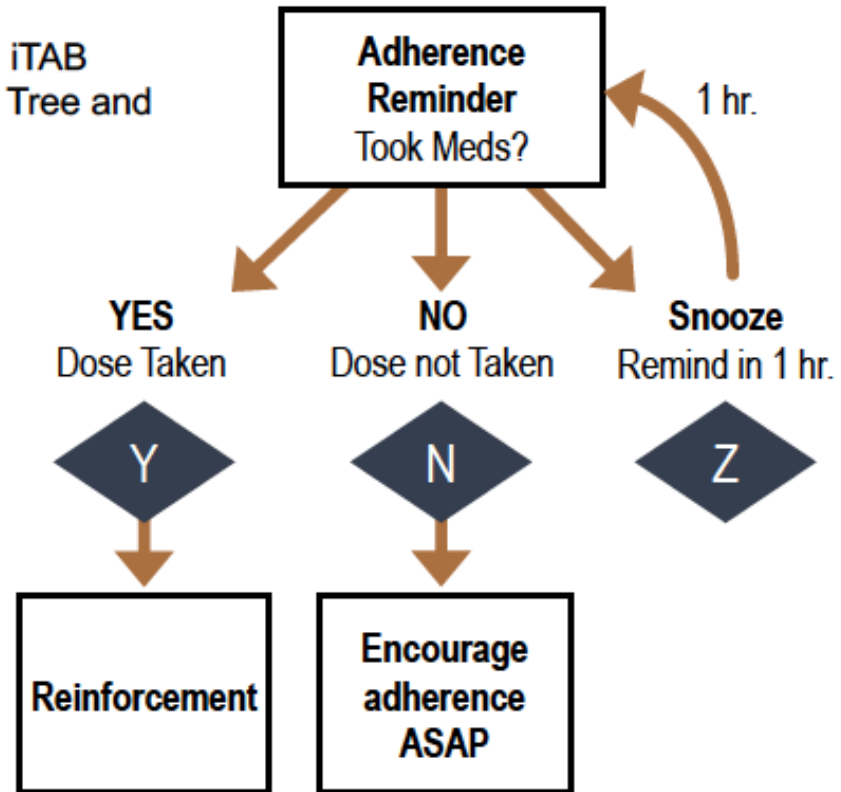 iTAB
Tree and
Adherence
Reminder
Took Meds?
1 hr.
YES
Dose Taken
NO
Dose not Taken
Snooze
Remind in 1 hr.
Y
N
Z
Reinforcement
Encourage
adherence
ASAP